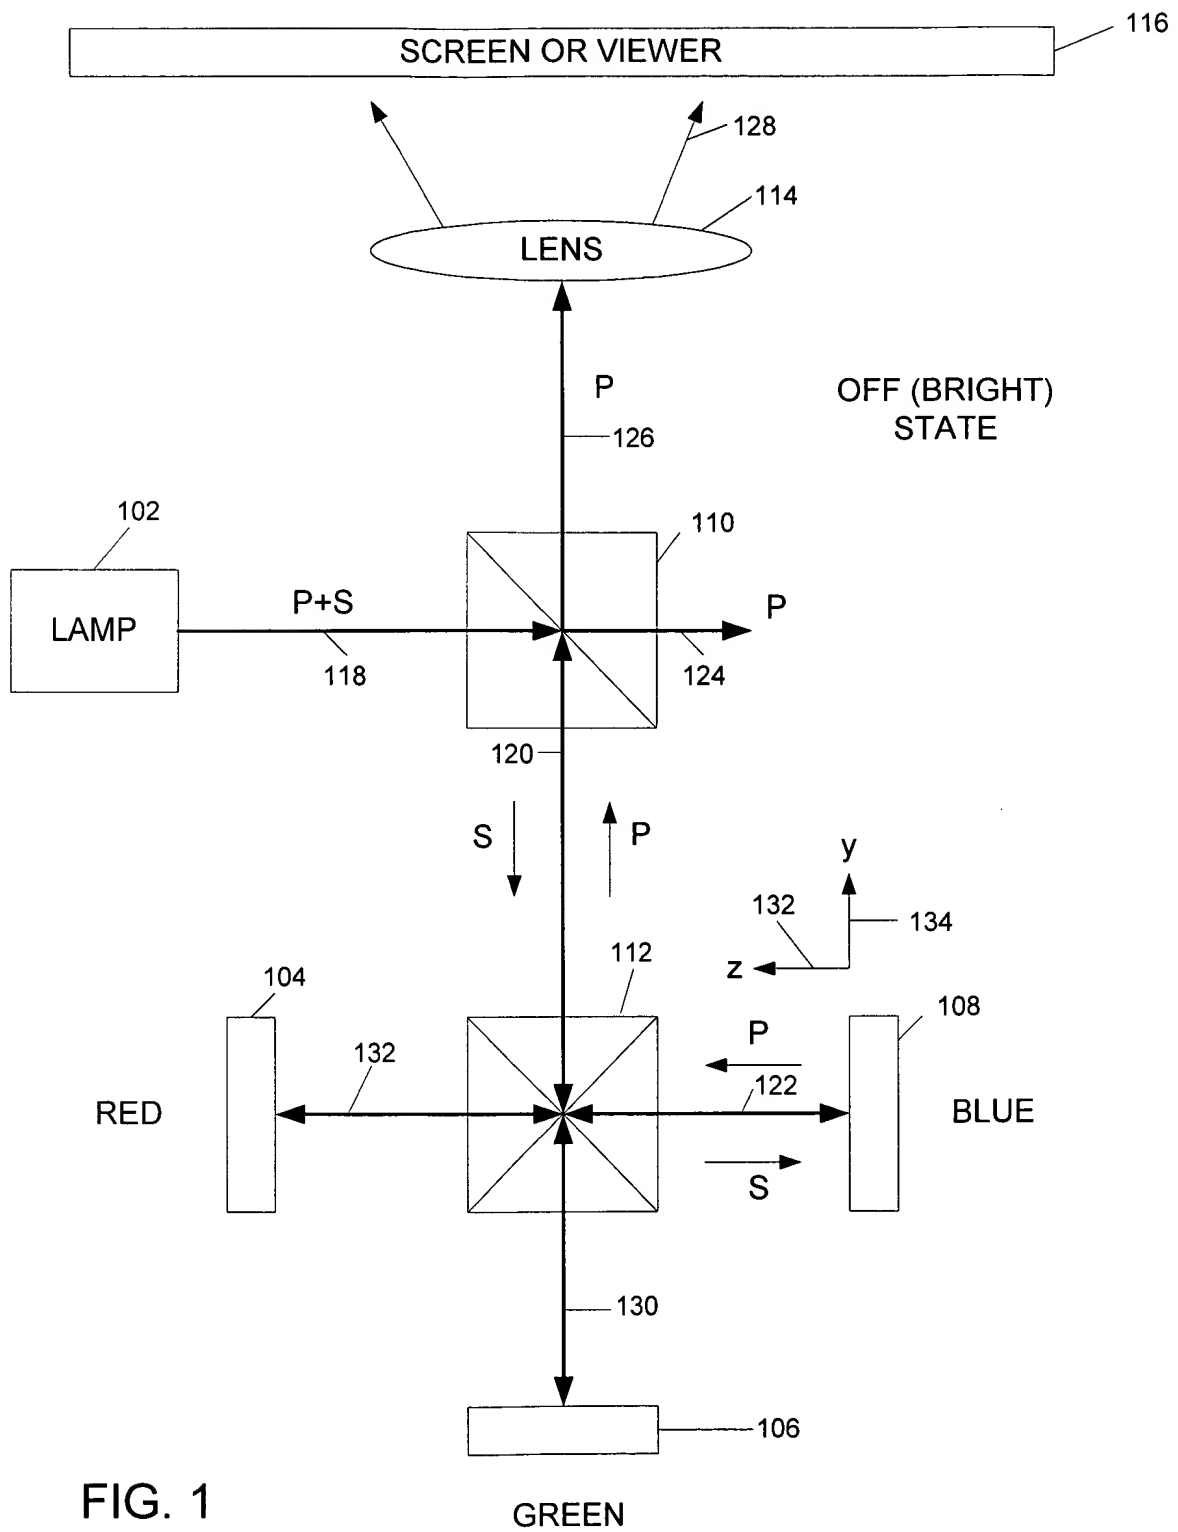 116
SCREEN OR VIEWER
128
114
LENS
P
OFF (BRIGHT)
STATE
126
102
110
P+S
P
LAMP
118
124
120
S
P
y
132
134
z
112
104
108
P
132
122
RED
BLUE
S
130
106
FIG. 1
GREEN